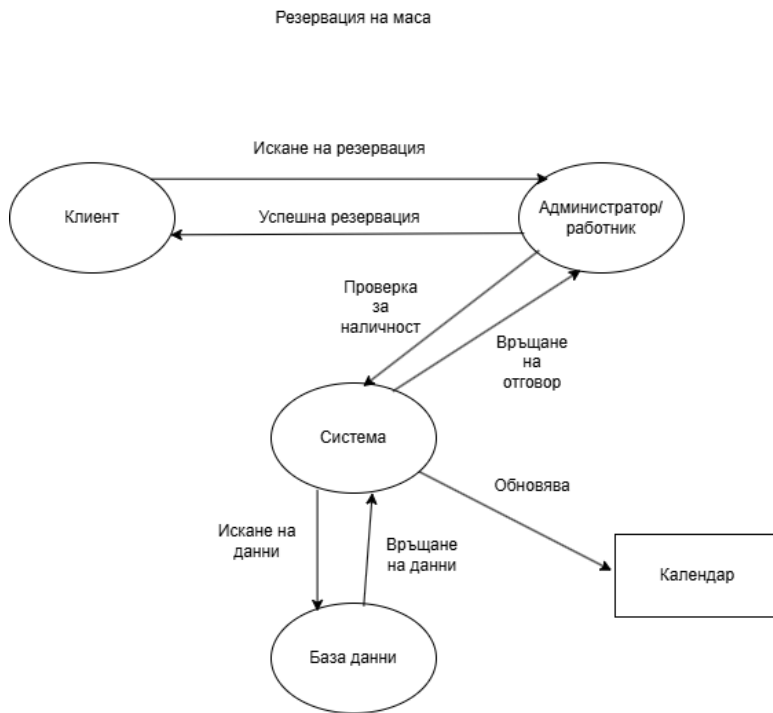 Резервация на маса
Искане на резервация
Клиент
Успешна резервация
Администратор/
работник
Проверка
за
наличност
Връщане
на
отговор
Система
Обновява
Искане на
данни
Връщане
на данни
Календар
База данни